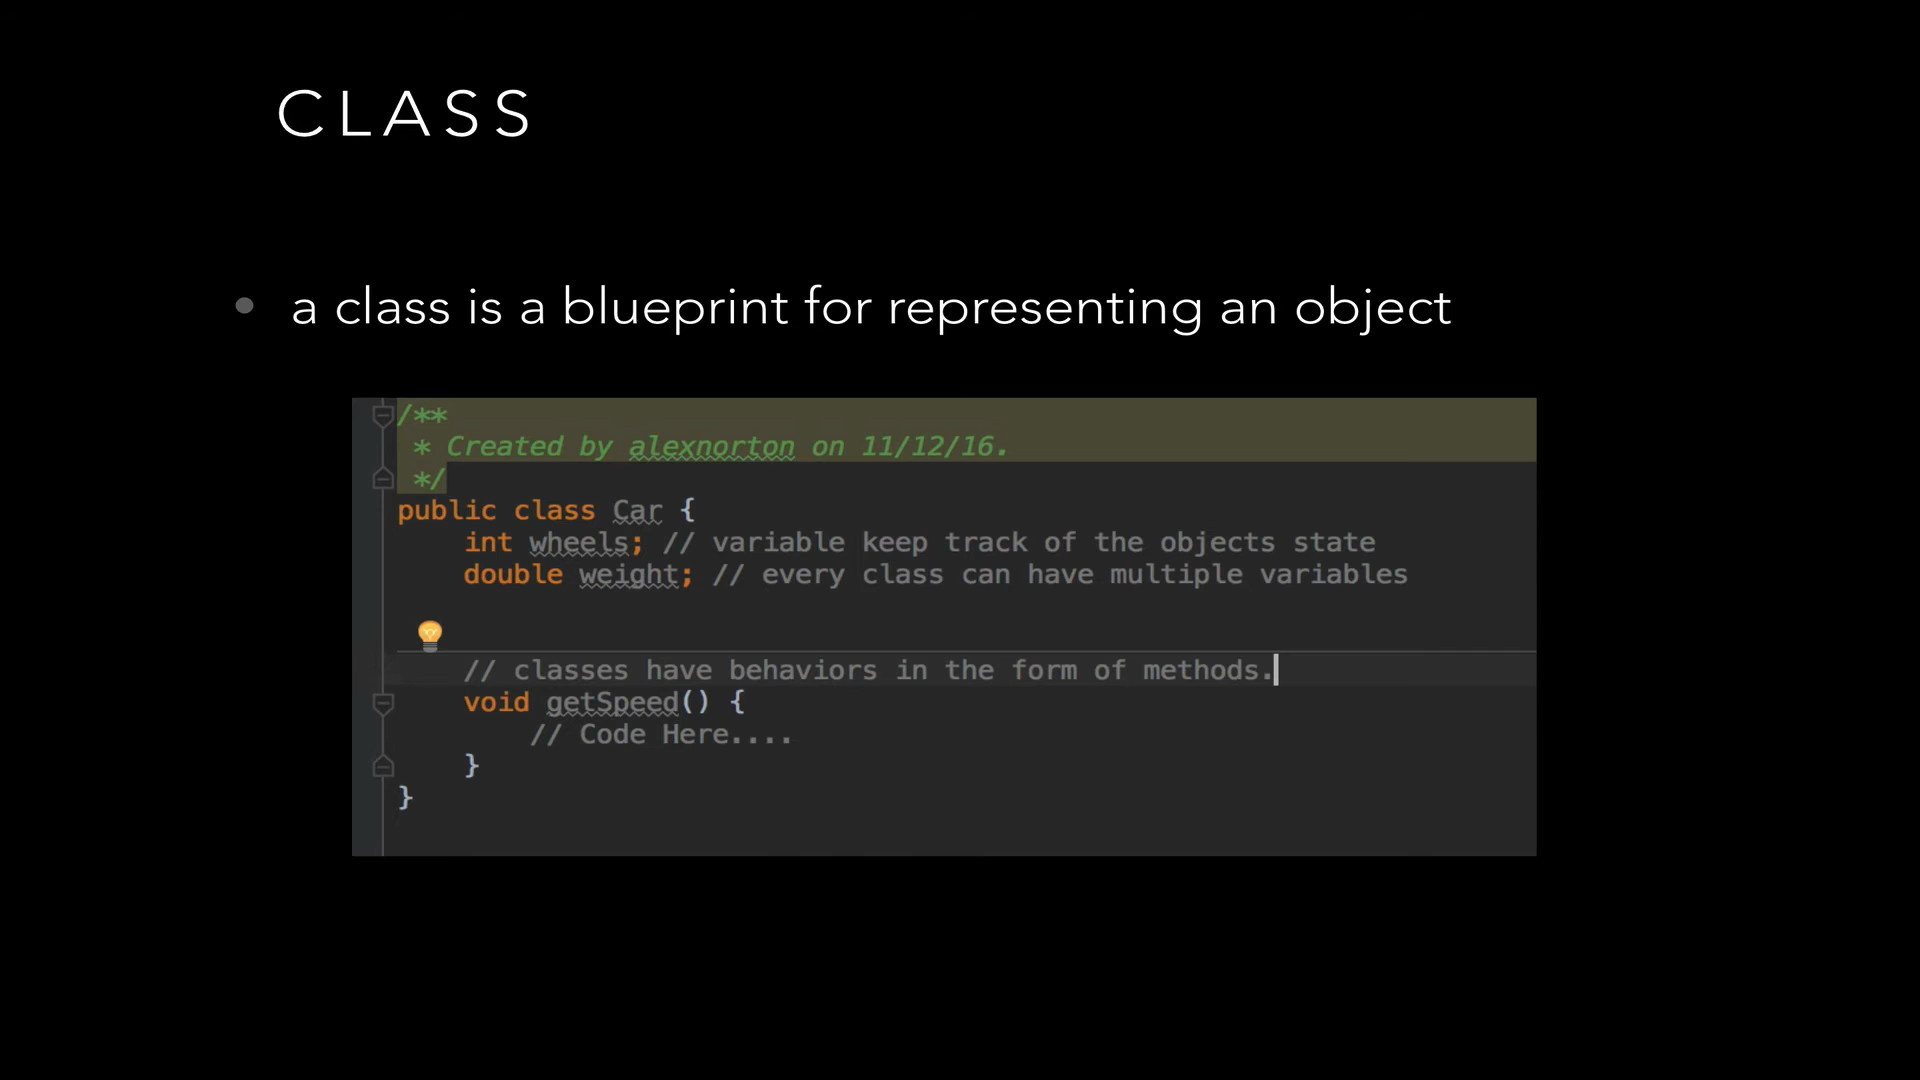 CLASS
• a class is a blueprint for representing an object
/**
* Created by alexnorton on 11/12/16.
*/
public class Car {
int wheels; // variable keep track of the objects state
double weight; // every class can have multiple variables
// classes have behaviors in the form of methods.
void getSpeed() {
// Code Here....
}
}